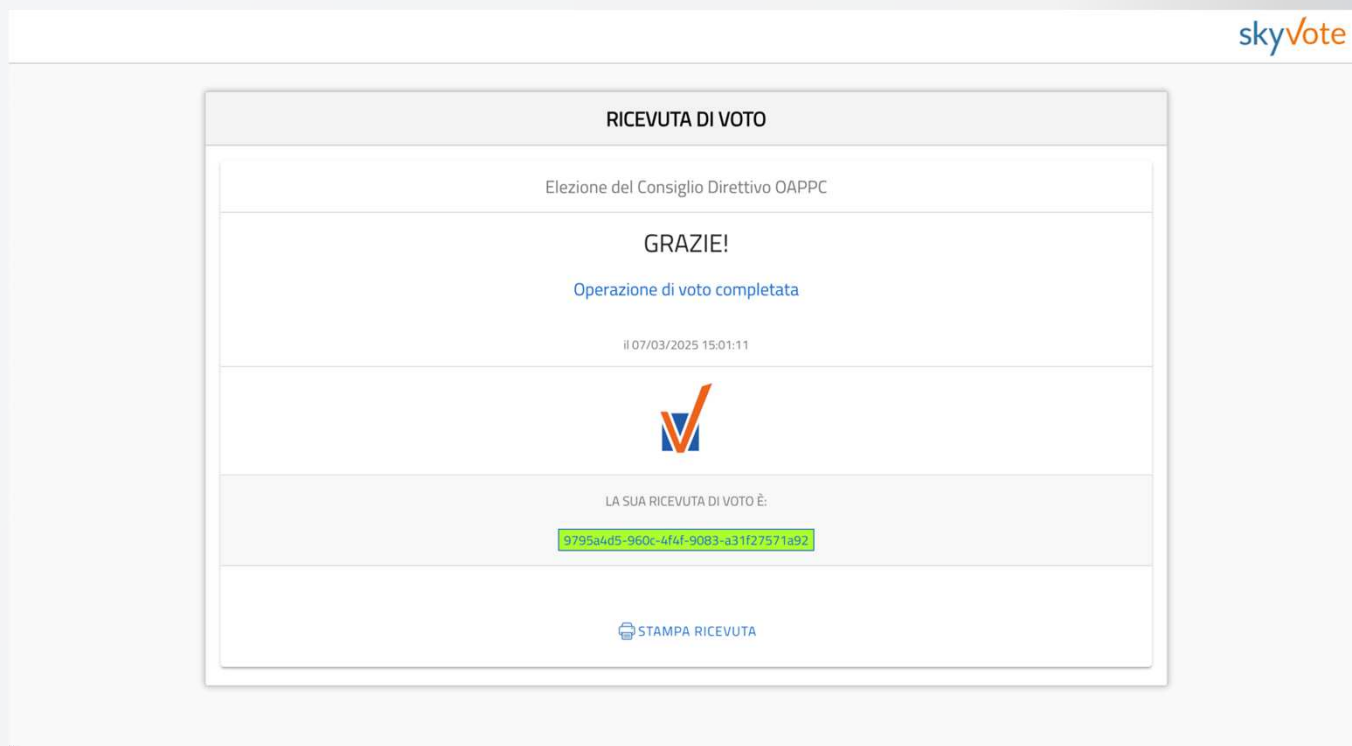 skyvote
RICEVUTA DI VOTO
Elezione del Consiglio Direttivo OAPPC
GRAZIE!
Operazione di voto completata
il 07/03/2025 15:01:11
LA SUA RICEVUTA DI VOTO È:
9795a4d5-960c-4f4f-9083-a31f27571a92
STAMPA RICEVUTA